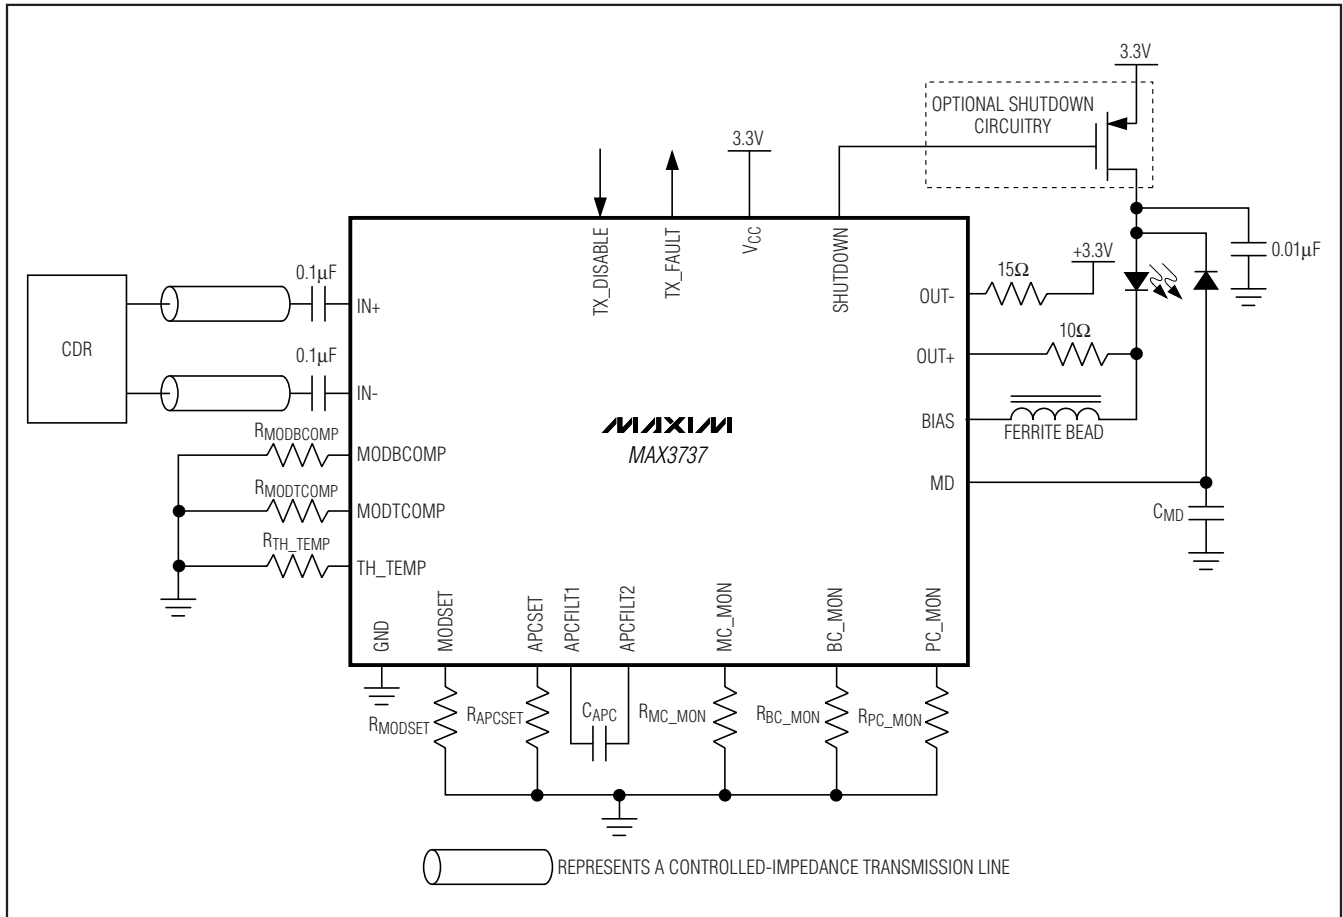 3.3V
OPTIONAL SHUTDOWN
CIRCUITRY
3.3V
TX_DISABLE
TX_FAULT
VCC
SHUTDOWN
0.01µF
+3.3V
15Ω
OUT-
10Ω
OUT+
BIAS
FERRITE BEAD
MD
CMD
CDR
0.1µF
IN+
0.1µF
IN-
RMODBCOMP
MODBCOMP
RMODTCOMP
MODTCOMP
RTH_TEMP
TH_TEMP
MAXIM
MAX3737
GND
MODSET
APCSET
APCFILT1
APCFILT2
MC_MON
BC_MON
PC_MON
RMODSET
RAPCSET
CAPC
RMC_MON
RBC_MON
RPC_MON
REPRESENTS A CONTROLLED-IMPEDANCE TRANSMISSION LINE